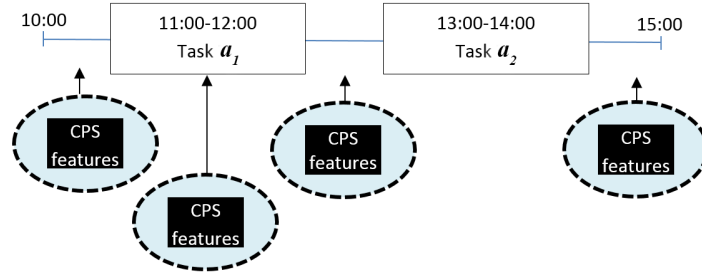 10:00
11:00-12:00
Task a1
13:00-14:00
Task a2
15:00
CPS
features
CPS
features
CPS
features
CPS
features